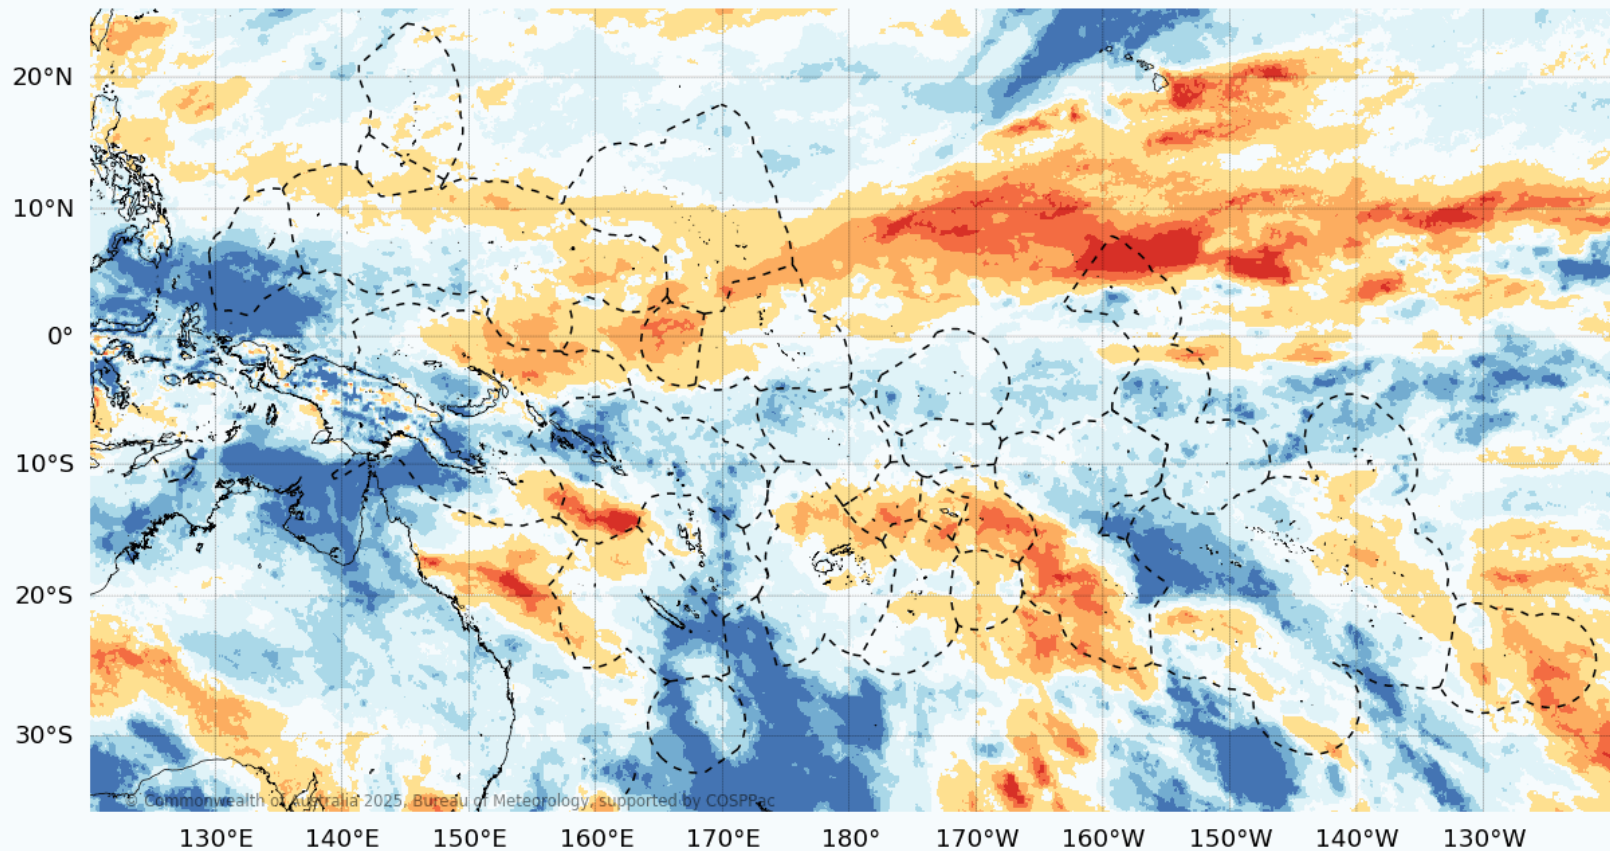 20°N
10°N
0°
10°S
20°S
30°S
© Commonwealth of Australia 2025, Bureau of Meteorology, supported by COSPPac
130°E 140°E 150°E 160°E 170°E 180° 170°W 160°W 150°W 140°W 130°W